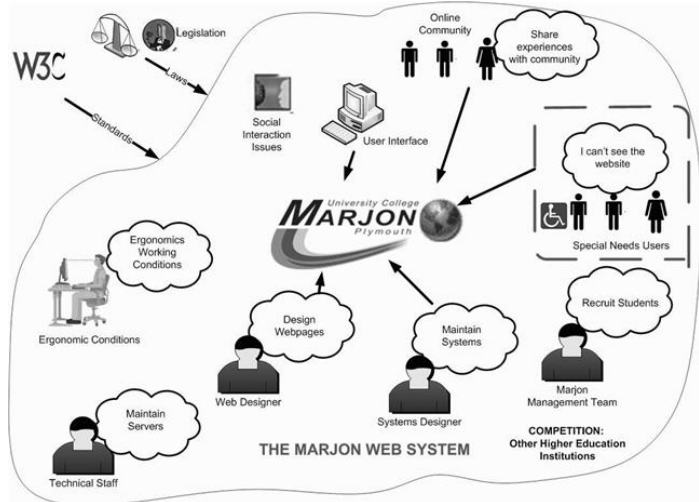 Online
Community
Share
experiences
with community
Legislation
W3C
Laws
Standards
Social
Interaction
Issues
User Interface
I can't see the
website
Special Needs Users
University College
MARJON
Plymouth
Ergonomics
Working
Conditions
Ergonomic Conditions
Design
Webpages
Web Designer
Maintain
Systems
Systems Designer
Recruit Students
Marjon
Management Team
Maintain
Servers
Technical Staff
THE MARJON WEB SYSTEM
COMPETITION:
Other Higher Education
Institutions